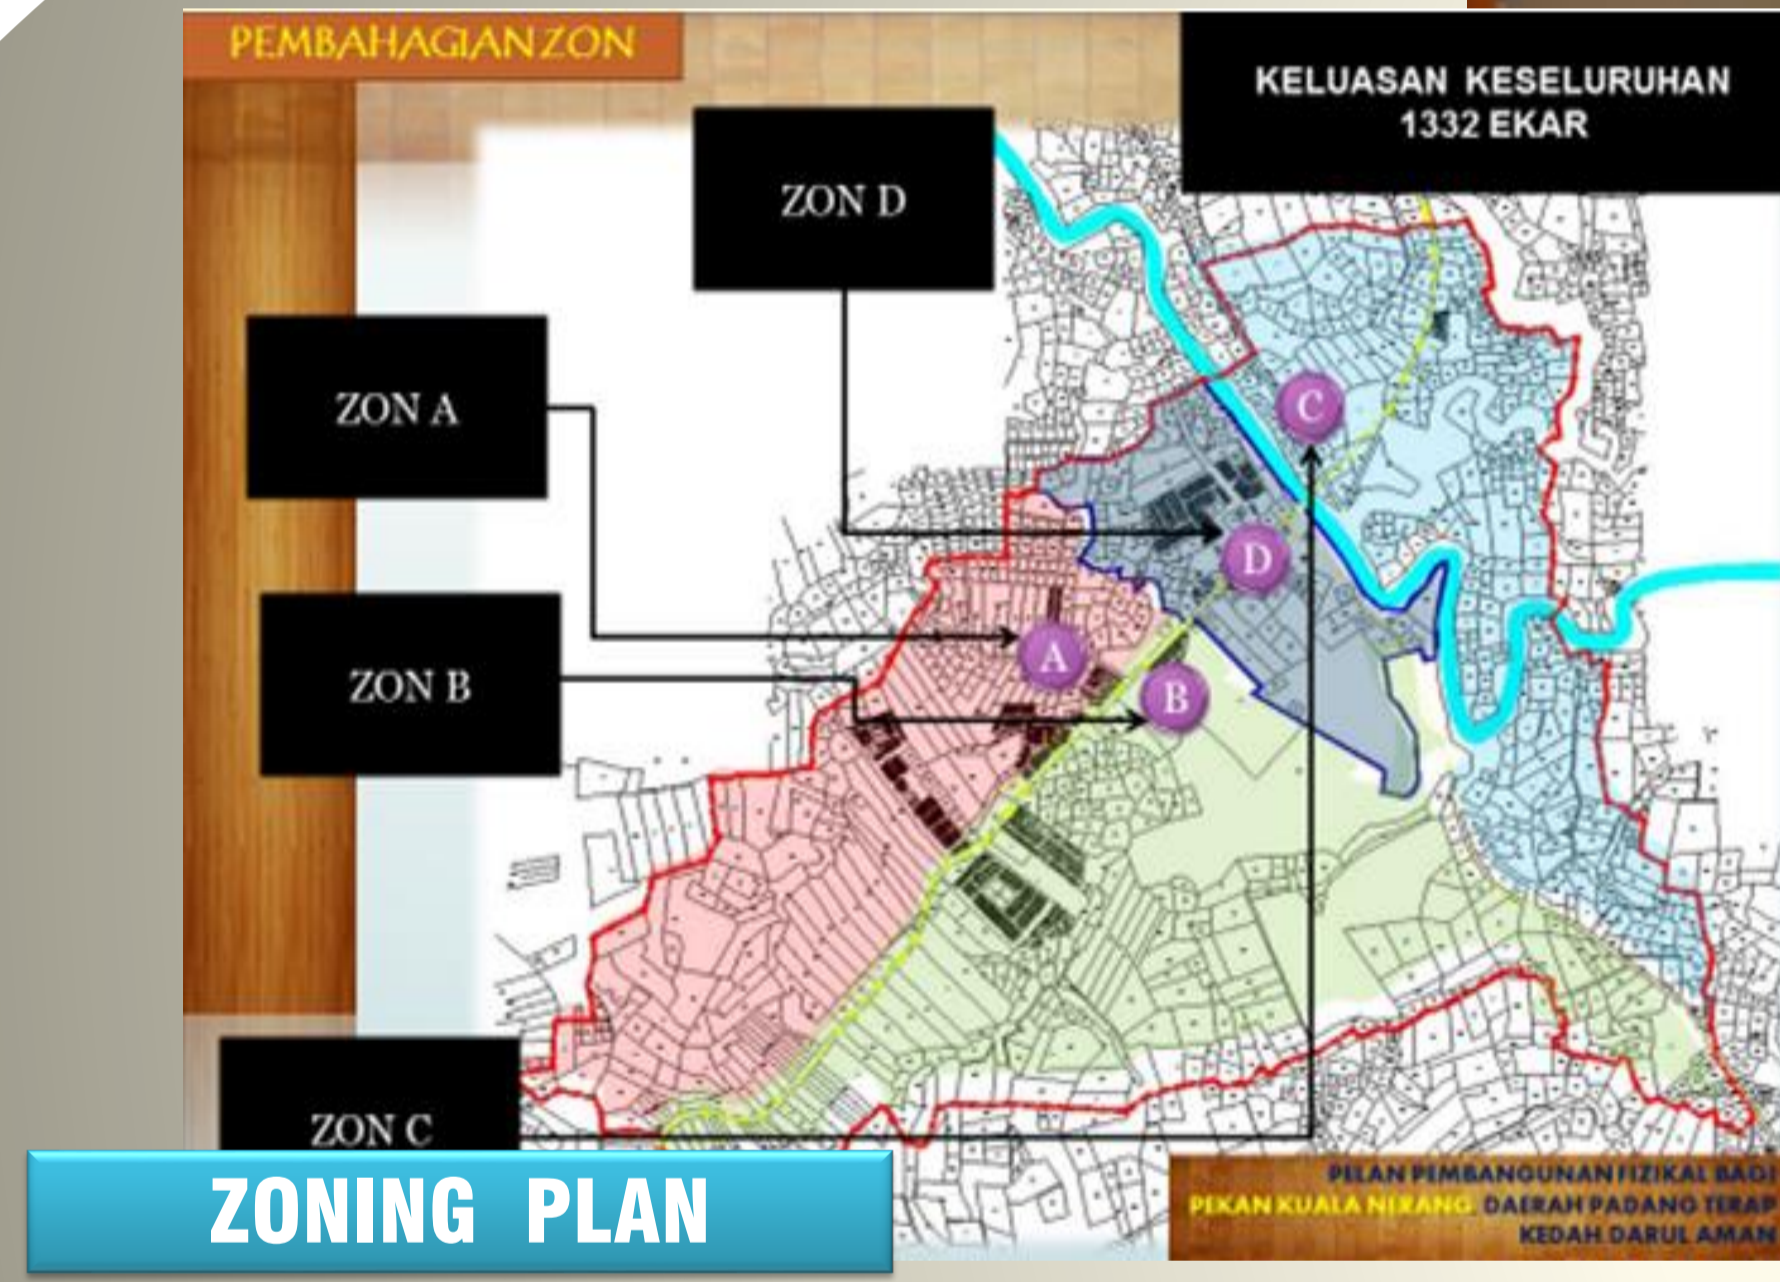 PEMBAHAGIAN ZON
KELUASAN KESELURUHAN
1332 EKAR
ZON D
ZON A
ZON B
ZON C
C
D
A
B
ZONING PLAN
PELAN PEMBANGUNAN FIZIKAL BAGI
PEKAN KUALA NERANG, DAERAH PADANG TERAP
KEDAH DARUL AMAN